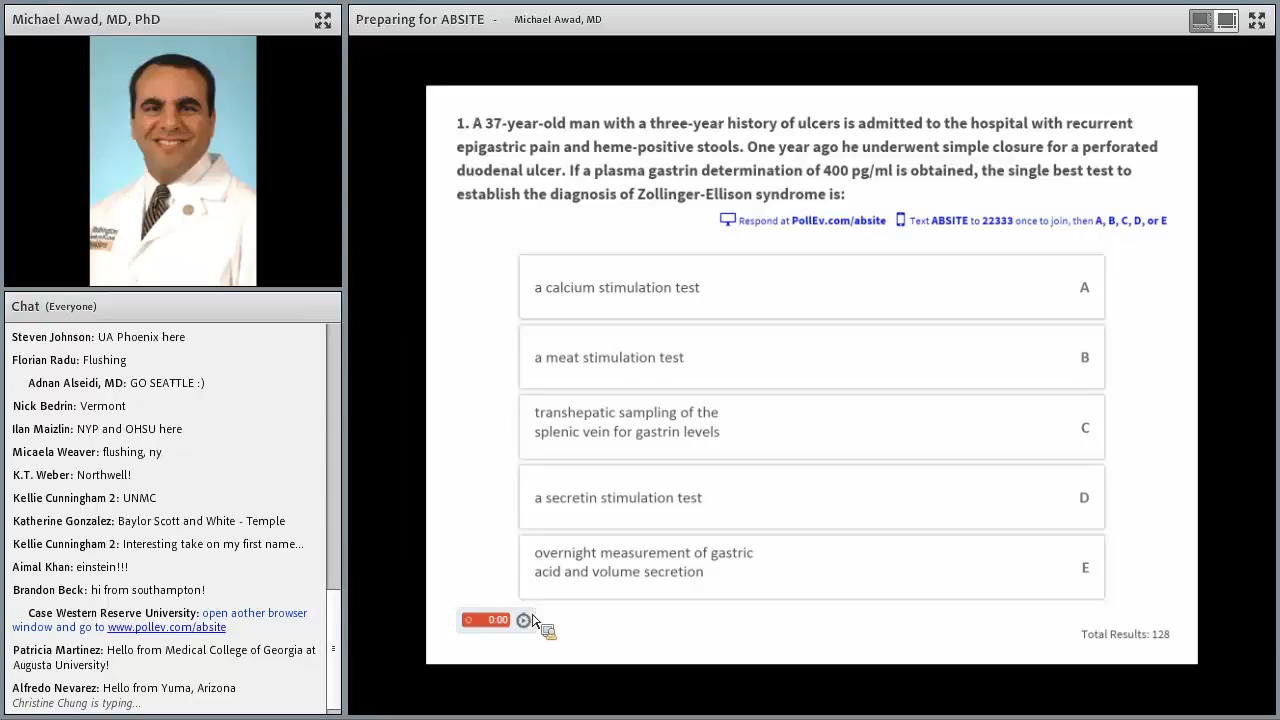 Michael Awad, MD, PhD
Preparing for ABSITE - Michael Awad, MD
1. A 37-year-old man with a three-year history of ulcers is admitted to the hospital with recurrent
epigastric pain and heme-positive stools. One year ago he underwent simple closure for a perforated
duodenal ulcer. If a plasma gastrin determination of 400 pg/ml is obtained, the single best test to
establish the diagnosis of Zollinger-Ellison syndrome is:
Respond at PollEv.com/absite Text ABSITE to 22333 once to join, then A, B, C, D, or E
a calcium stimulation test A
a meat stimulation test B
transhepatic sampling of the
splenic vein for gastrin levels C
a secretin stimulation test D
overnight measurement of gastric
acid and volume secretion E
0:00
Total Results: 128
Chat (Everyone)
Steven Johnson: UA Phoenix here
Florian Radu: Flushing
Adnan Alseidi, MD: GO SEATTLE :)
Nick Bedrin: Vermont
Ilan Maizlin: NYP and OHSU here
Micaela Weaver: flushing, ny
K.T. Weber: Northwell!
Kellie Cunningham 2: UNMC
Katherine Gonzalez: Baylor Scott and White - Temple
Kellie Cunningham 2: Interesting take on my first name...
Aimal Khan: einstein!!!
Brandon Beck: hi from southampton!
Case Western Reserve University: open aother browser
window and go to www.pollev.com/absite
Patricia Martinez: Hello from Medical College of Georgia at
Augusta University!
Alfredo Nevarez: Hello from Yuma, Arizona
Christine Chung is typing...